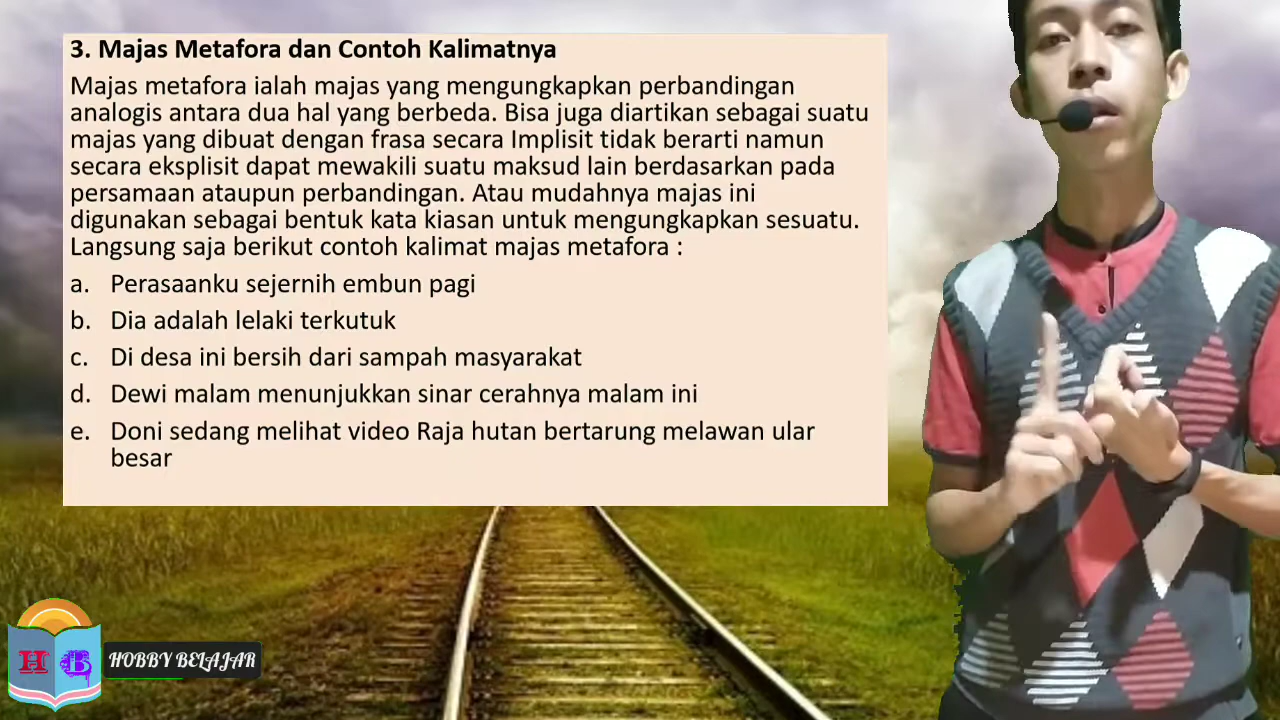 3. Majas Metafora dan Contoh Kalimatnya
Majas metafora ialah majas yang mengungkapkan perbandingan
analogis antara dua hal yang berbeda. Bisa juga diartikan sebagai suatu
majas yang dibuat dengan frasa secara Implisit tidak berarti namun
secara eksplisit dapat mewakili suatu maksud lain berdasarkan pada
persamaan ataupun perbandingan. Atau mudahnya majas ini
digunakan sebagai bentuk kata kiasan untuk mengungkapkan sesuatu.
Langsung saja berikut contoh kalimat majas metafora :
a. Perasaanku sejernih embun pagi
b. Dia adalah lelaki terkutuk
c. Di desa ini bersih dari sampah masyarakat
d. Dewi malam menunjukkan sinar cerahnya malam ini
e. Doni sedang melihat video Raja hutan bertarung melawan ular
besar
H B HOBBY BELAJAR